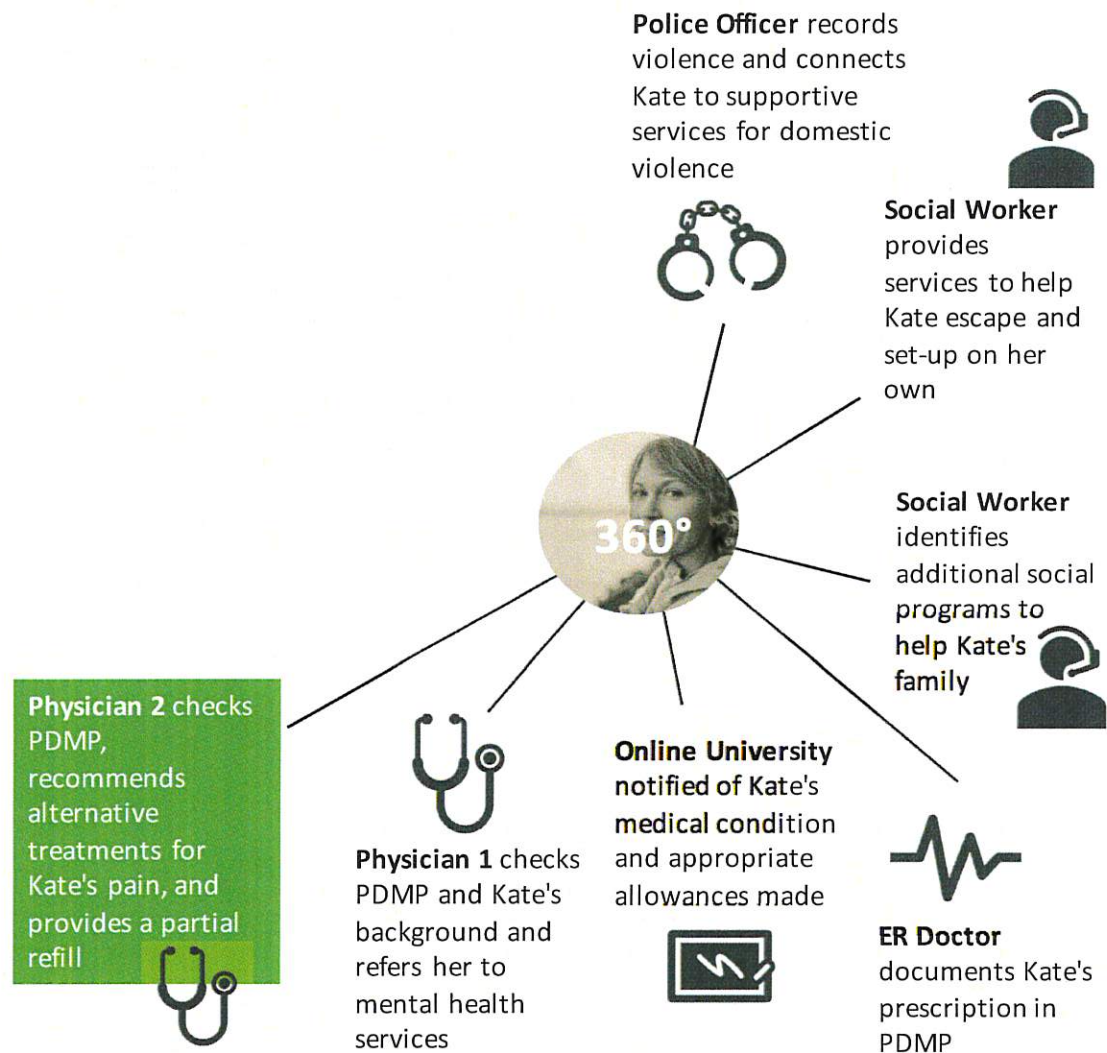 Police Officer records
violence and connects
Kate to supportive
services for domestic
violence
Social Worker
provides
services to help
Kate escape and
set-up on her
own
360°
Social Worker
identifies
additional social
programs to
help Kate's
family
Physician 2 checks
PDMP,
recommends
alternative
treatments for
Kate's pain, and
provides a partial
refill
Physician 1 checks
PDMP and Kate's
background and
refers her to
mental health
services
Online University
notified of Kate's
medical condition
and appropriate
allowances made
ER Doctor
documents Kate's
prescription in
PDMP